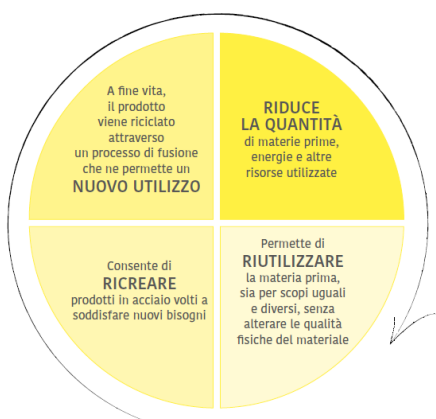 A fine vita,
il prodotto
viene riciclato
attraverso
un processo di fusione
che ne permette un
NUOVO UTILIZZO
RIDUCE
LA QUANTITÀ
di materie prime,
energie e altre
risorse utilizzate
Consente di
RICREARE
prodotti in acciaio volti a
soddisfare nuovi bisogni
Permette di
RIUTILIZZARE
la materia prima,
sia per scopi uguali
e diversi, senza
alterare le qualità
fisiche del materiale